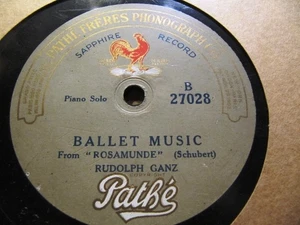 PATHÉ FRÈRES PHONOGRAPH
SAPPHIRE RECORD
Piano Solo
B
27028
BALLET MUSIC
From "ROSAMUNDE" (Schubert)
RUDOLPH GANZ
Pathé